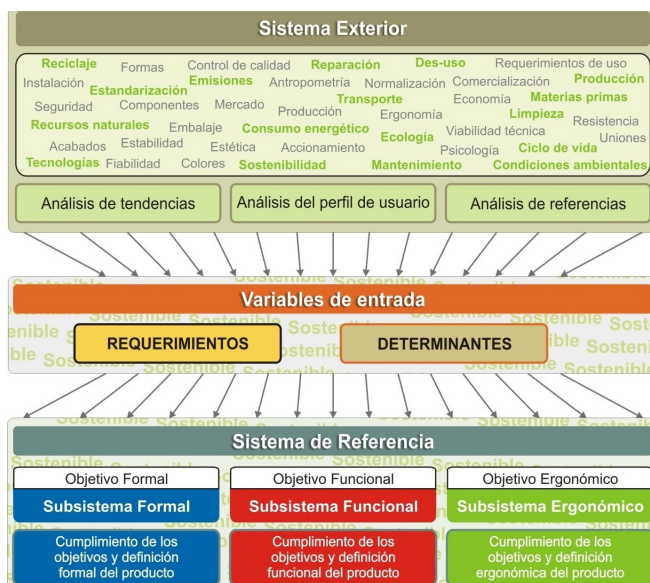 Sistema Exterior
Reciclaje Formas Control de calidad Reparación Des-uso Requerimientos de uso
Instalación Estandarización Emisiones Antropometría Normalización Comercialización Producción
Seguridad Componentes Mercado Producción Transporte Ergonomía Economía Materias primas
Recursos naturales Embalaje Consumo energético Ecología Viabilidad técnica Limpieza Resistencia
Acabados Estabilidad Estética Accionamiento Psicología Ciclo de vida Uniones
Tecnologías Fiabilidad Colores Sostenibilidad Mantenimiento Condiciones ambientales
Análisis de tendencias Análisis del perfil de usuario Análisis de referencias
Variables de entrada
REQUERIMIENTOS DETERMINANTES
Sostenible
Sistema de Referencia
Objetivo Formal Objetivo Funcional Objetivo Ergonómico
Subsistema Formal Subsistema Funcional Subsistema Ergonómico
Cumplimiento de los Cumplimiento de los Cumplimiento de los
objetivos y definición objetivos y definición objetivos y definición
formal del producto funcional del producto ergonómica del producto